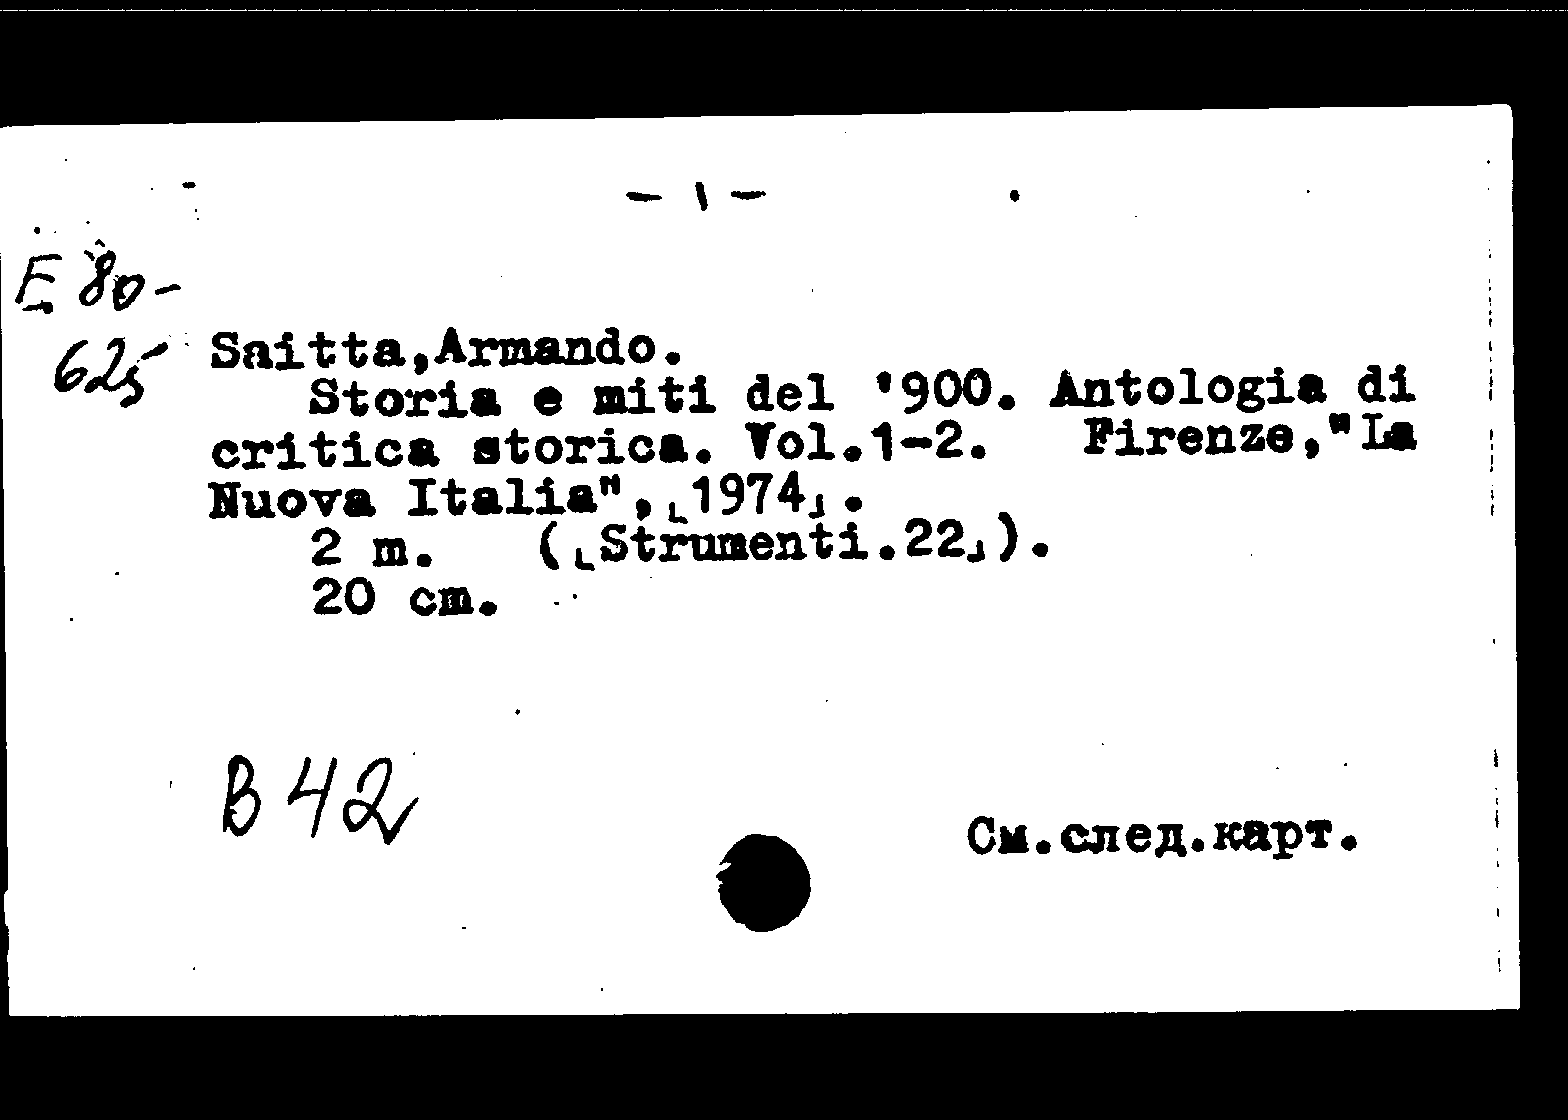 - 1 -
E 80-
625
Saitta,Armando.
Storia e miti del '900. Antologia di
critica storica. Vol.1-2. Firenze,"La
Nuova Italia",⌞1974⌟.
2 m. (⌞Strumenti.22⌟).
20 cm.
В 42
См.след.карт.